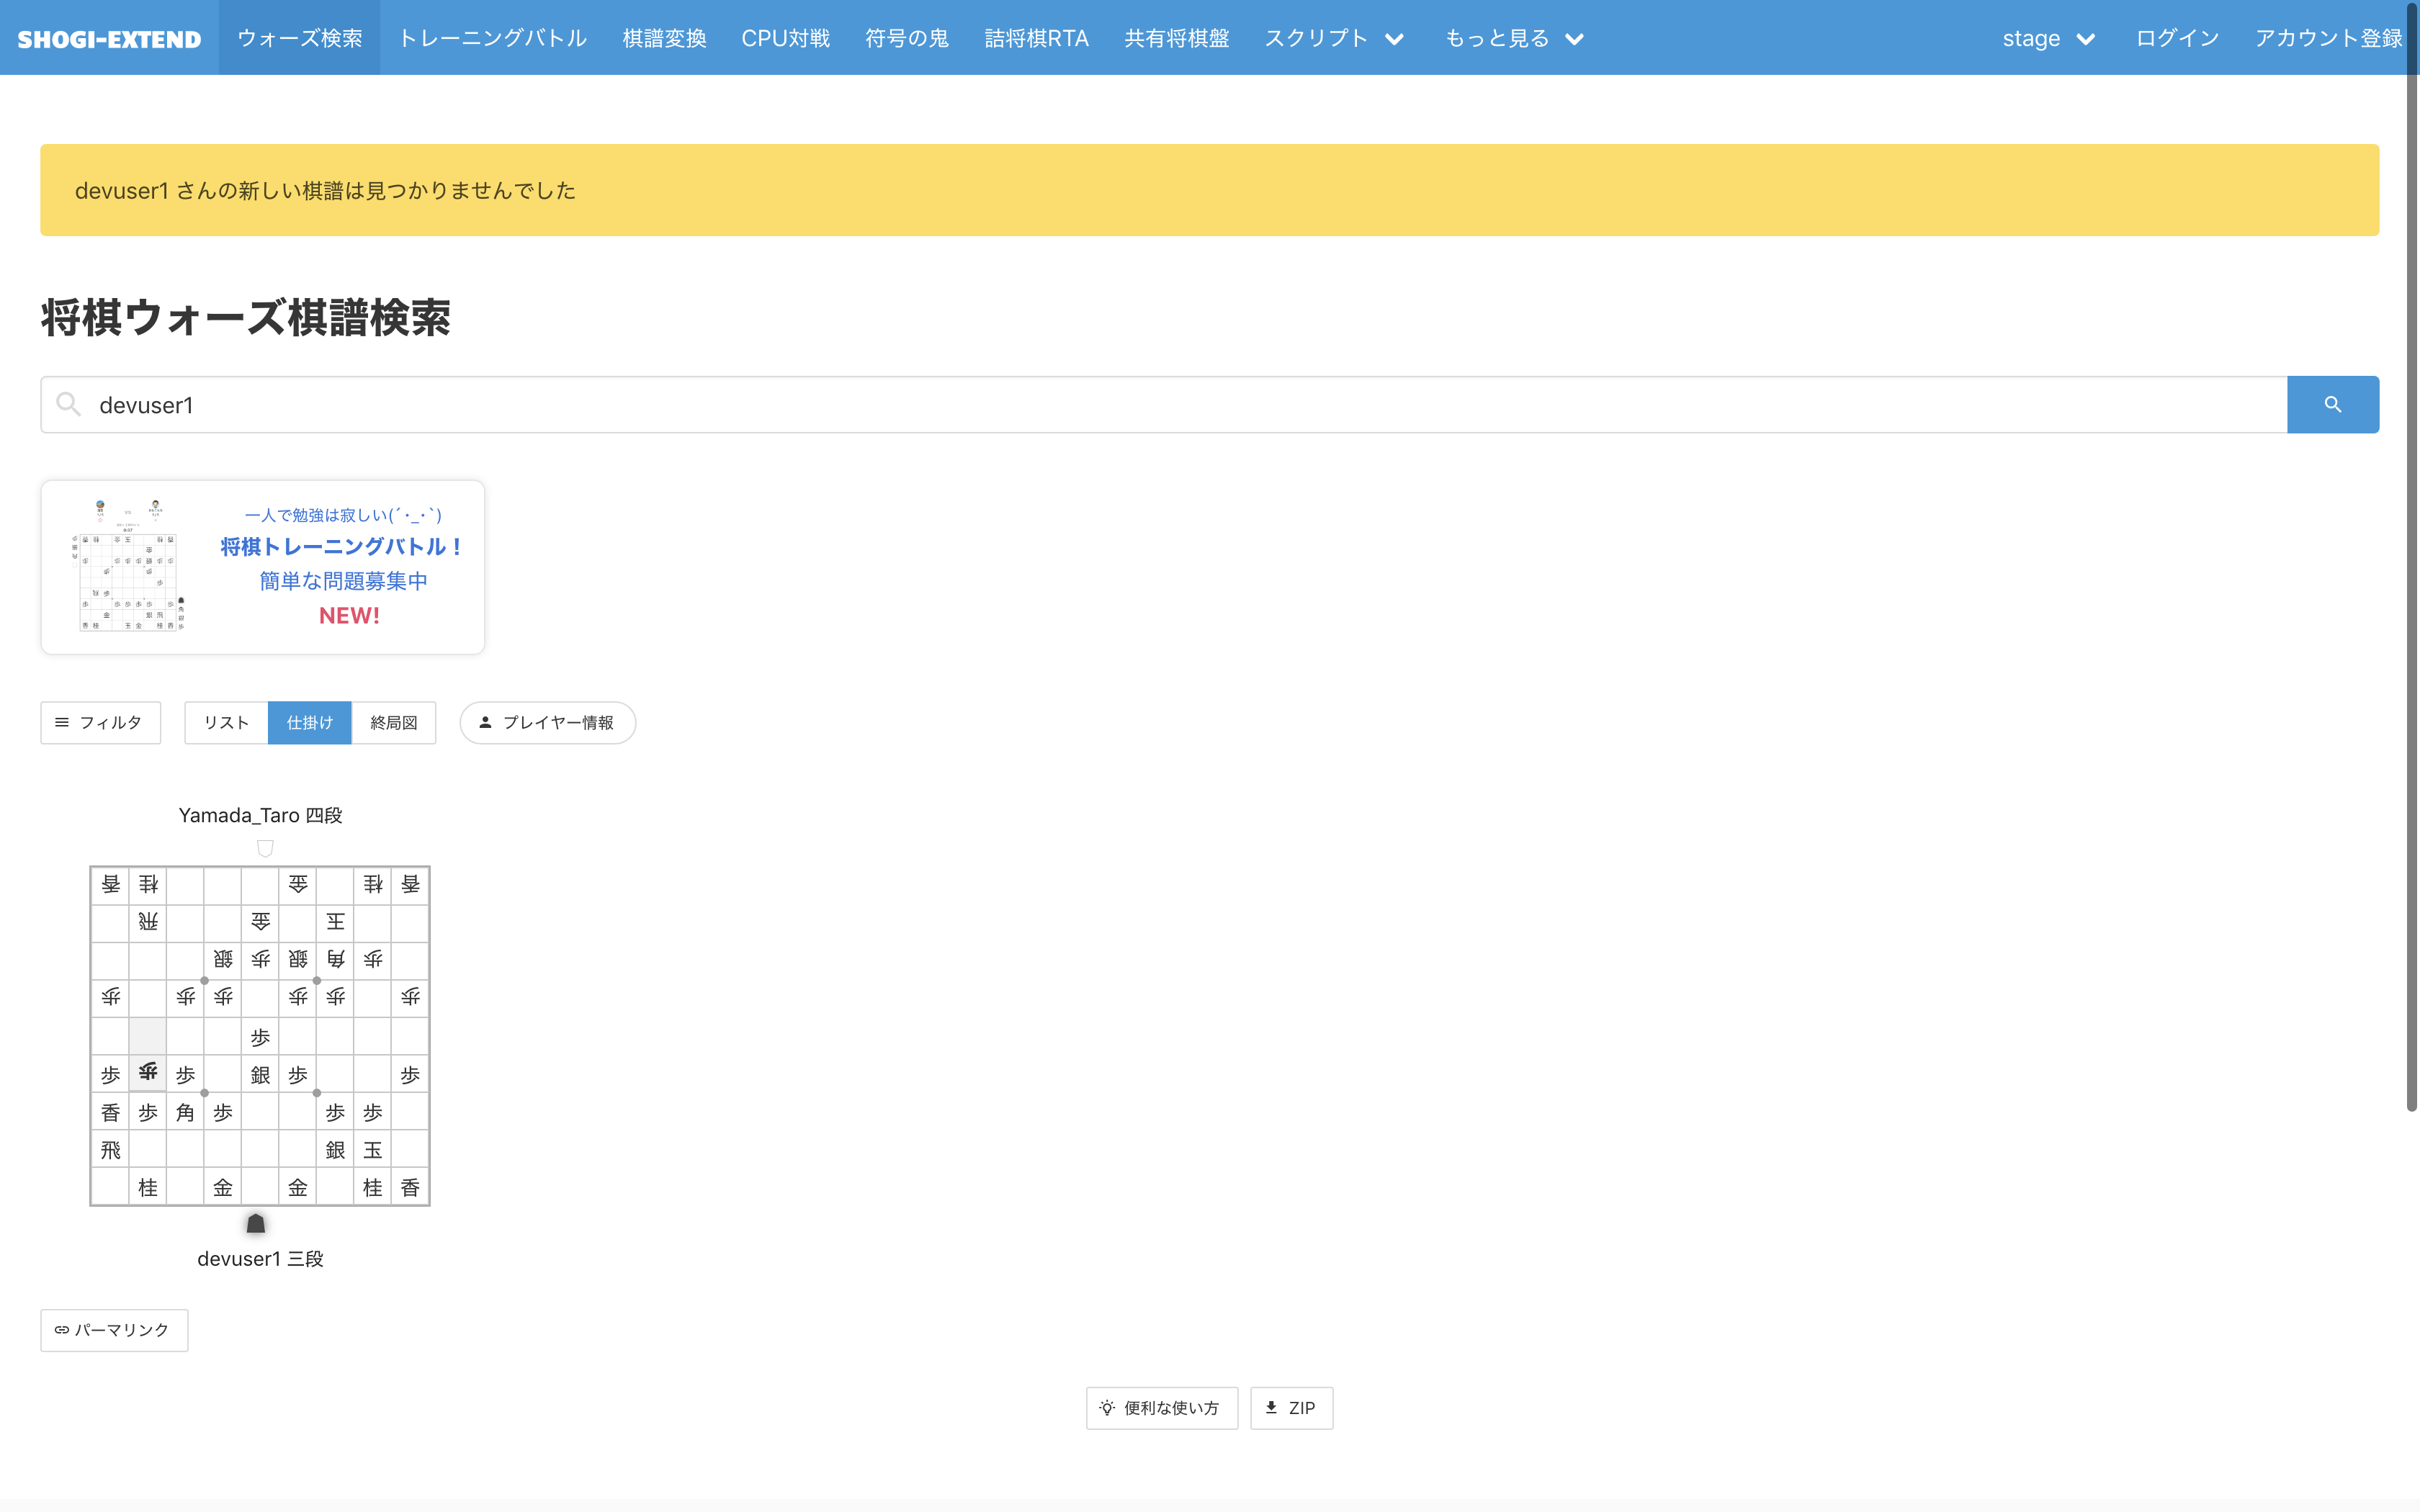 SHOGI-EXTEND ウォーズ検索 トレーニングバトル 棋譜変換 CPU対戦 符号の鬼 詰将棋RTA 共有将棋盤 スクリプト もっと見る stage ログイン アカウント登録
devuser1 さんの新しい棋譜は見つかりませんでした
将棋ウォーズ棋譜検索
devuser1
一人で勉強は寂しい(´･_･`)
将棋トレーニングバトル！
簡単な問題募集中
NEW!
フィルタ リスト 仕掛け 終局図 プレイヤー情報
Yamada_Taro 四段
香 桂 金 桂 香
飛 金 王
銀 歩 銀 角 歩
歩 歩 歩 歩 歩 歩
歩
歩 歩 歩 銀 歩 歩
香 歩 角 歩 歩 歩
飛 銀 玉
桂 金 金 桂 香
devuser1 三段
パーマリンク
便利な使い方 ZIP